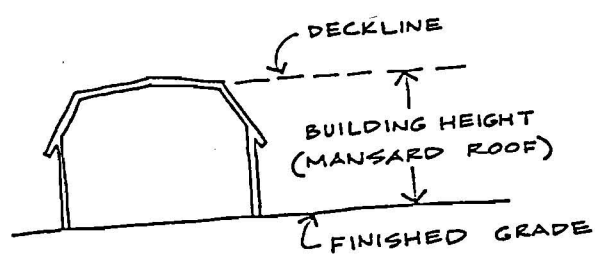 DECKLINE
BUILDING HEIGHT
(MANSARD ROOF)
FINISHED GRADE